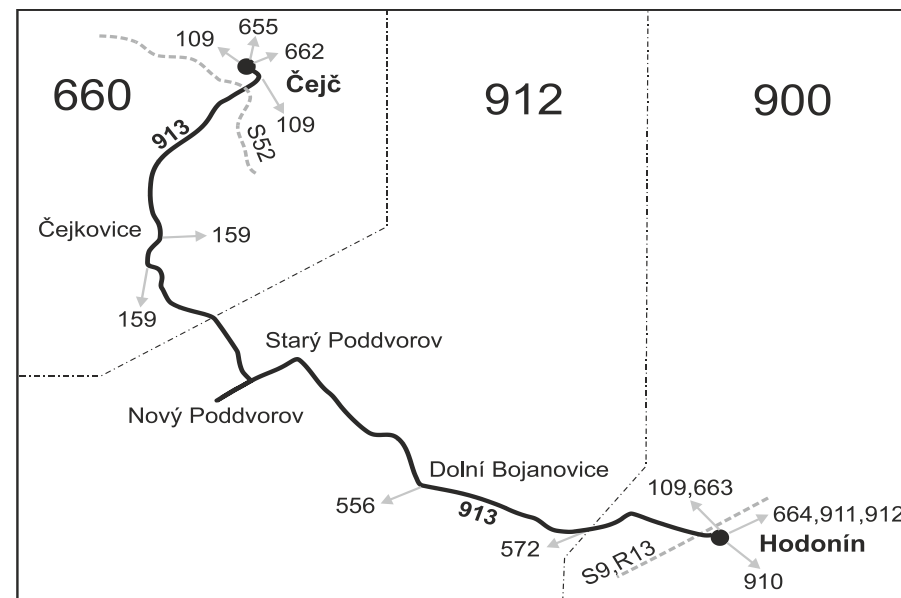 109
655
662
Čejč
660
912
900
109
913
S52
Čejkovice
159
159
Starý Poddvorov
Nový Poddvorov
Dolní Bojanovice
556
913
572
109,663
664,911,912
S9,R13
Hodonín
910